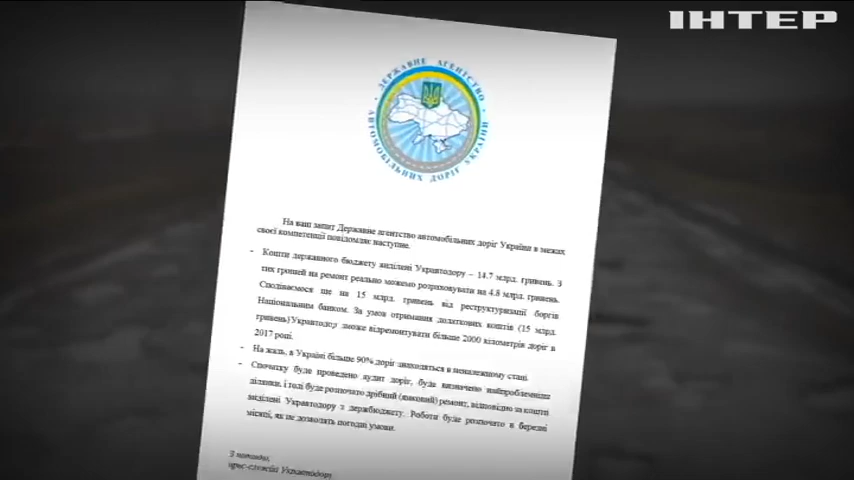 ІНТЕР
ДЕРЖАВНЕ АГЕНТСТВО
АВТОМОБІЛЬНИХ ДОРІГ УКРАЇНИ
На ваш запит Державне агентство автомобільних доріг України в межах
своєї компетенції повідомляє наступне.
- Кошти державного бюджету виділені Укравтодору – 14.7 млрд. гривень. З
тих грошей на ремонт реально можемо розраховувати на 4.8 млрд. гривень.
Сподіваємося ще на 15 млрд. гривень від реструктуризації боргів
Національним банком. За умов отримання додаткових коштів (15 млрд.
гривень) Укравтодор зможе відремонтувати більше 2000 кілометрів доріг в
2017 році.
- На жаль, в Україні більше 90% доріг знаходяться в неналежному стані.
- Спочатку буде проведено аудит доріг, буде визначено найпроблемніші
ділянки, і тоді буде розпочато дрібний (ямковий) ремонт, відповідно за кошти
виділені Укравтодору з держбюджету. Роботи буде розпочато в березні
місяці, як це дозволять погодні умови.
З повагою,
прес-служба Укравтодору